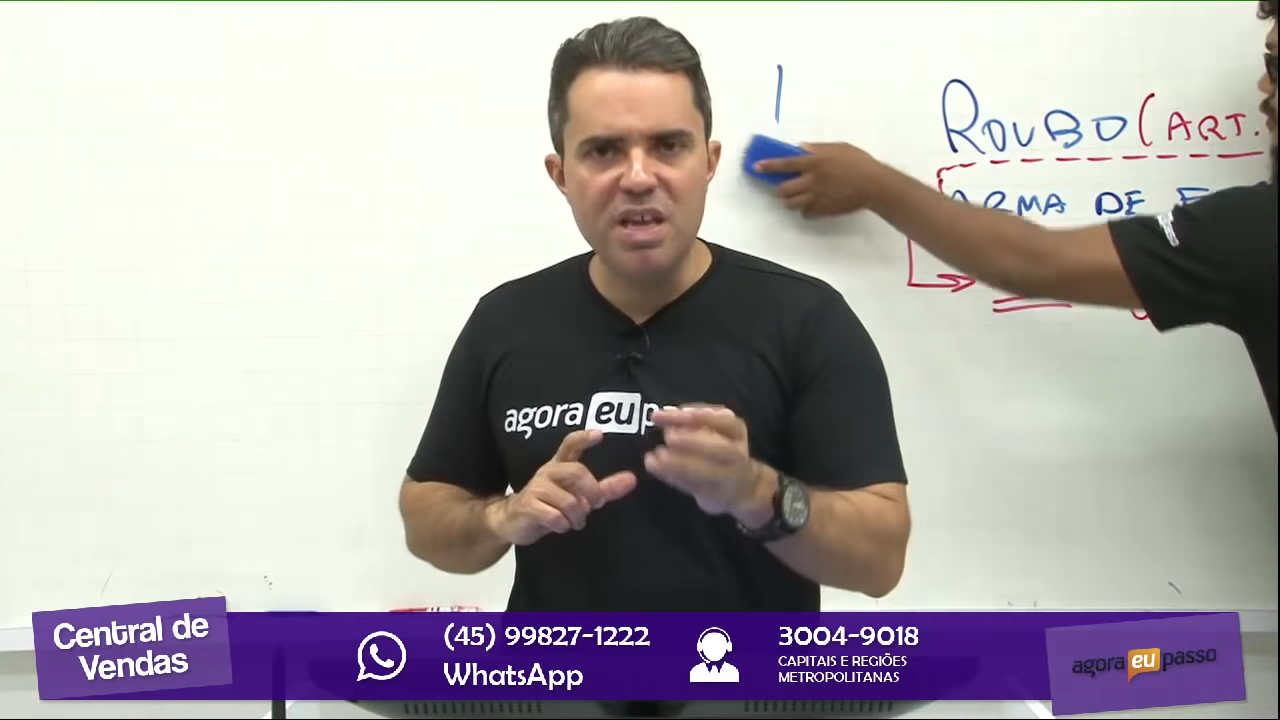 ROUBO (ART.
ARMA DE F
agora eu pa
Central de
Vendas
(45) 99827-1222
WhatsApp
3004-9018
CAPITAIS E REGIÕES
METROPOLITANAS
agora eu passo